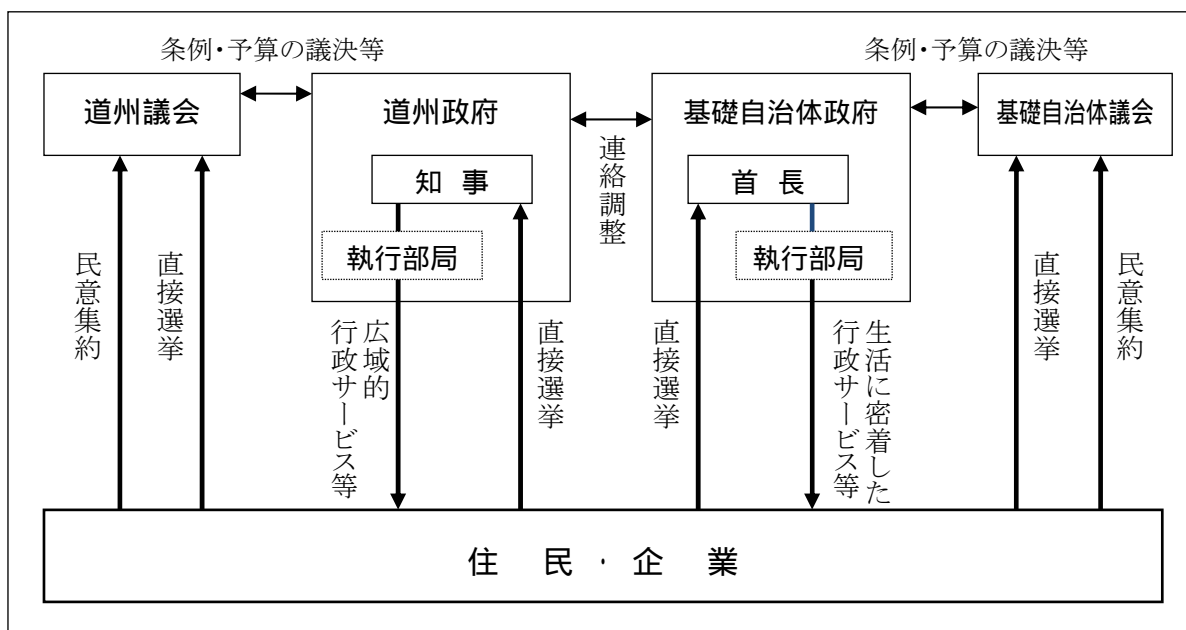 条例・予算の議決等
条例・予算の議決等
道州議会
道州政府
基礎自治体政府
基礎自治体議会
連絡調整
知 事
首 長
執行部局
執行部局
民意集約
直接選挙
広域的
行政サービス等
直接選挙
直接選挙
生活に密着した
行政サービス等
直接選挙
民意集約
住 民 ・ 企 業